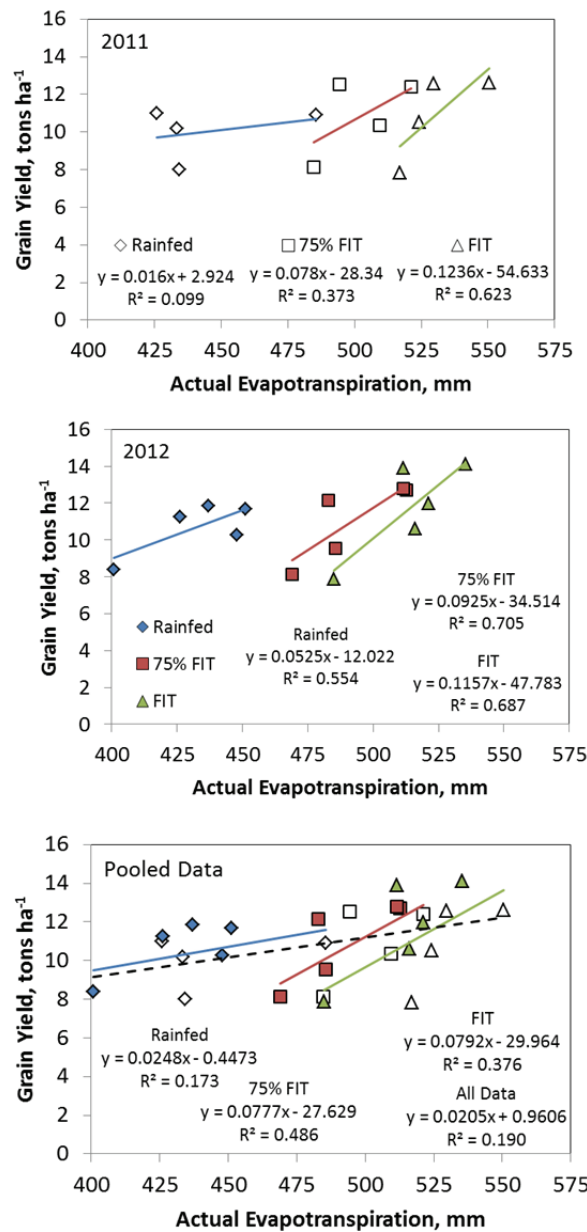 2011
16
14
12
10
8
6
4
2
0
Grain Yield, tons ha⁻¹
Rainfed
75% FIT
FIT
y = 0.016x + 2.924
R² = 0.099
y = 0.078x - 28.34
R² = 0.373
y = 0.1236x - 54.633
R² = 0.623
400 425 450 475 500 525 550 575
Actual Evapotranspiration, mm
2012
16
14
12
10
8
6
4
2
0
Grain Yield, tons ha⁻¹
Rainfed
75% FIT
FIT
Rainfed
y = 0.0525x - 12.022
R² = 0.554
75% FIT
y = 0.0925x - 34.514
R² = 0.705
FIT
y = 0.1157x - 47.783
R² = 0.687
400 425 450 475 500 525 550 575
Actual Evapotranspiration, mm
Pooled Data
16
14
12
10
8
6
4
2
0
Grain Yield, tons ha⁻¹
Rainfed
y = 0.0248x - 0.4473
R² = 0.173
75% FIT
y = 0.0777x - 27.629
R² = 0.486
FIT
y = 0.0792x - 29.964
R² = 0.376
All Data
y = 0.0205x + 0.9606
R² = 0.190
400 425 450 475 500 525 550 575
Actual Evapotranspiration, mm